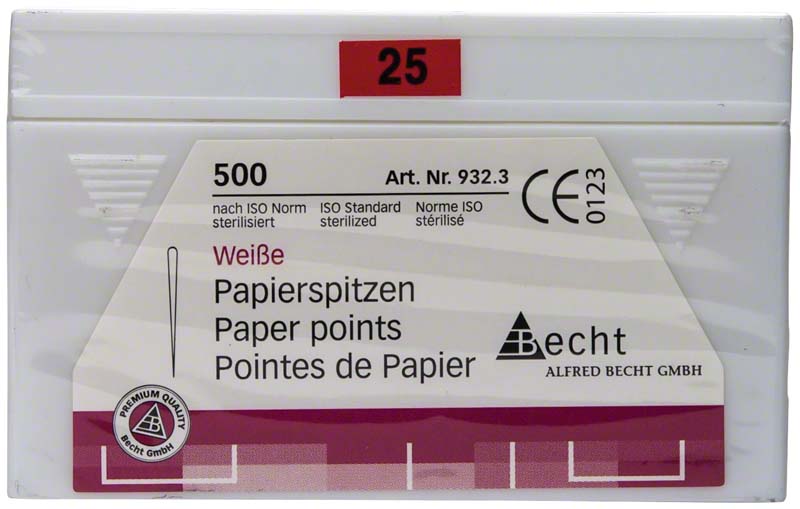 25
500 Art. Nr. 932.3
nach ISO Norm ISO Standard Norme ISO
sterilisiert sterilized stérilisé
CE 0123
Weiße
Papierspitzen
Paper points
Pointes de Papier
Becht
ALFRED BECHT GMBH
PREMIUM QUALITY
B
Becht GmbH